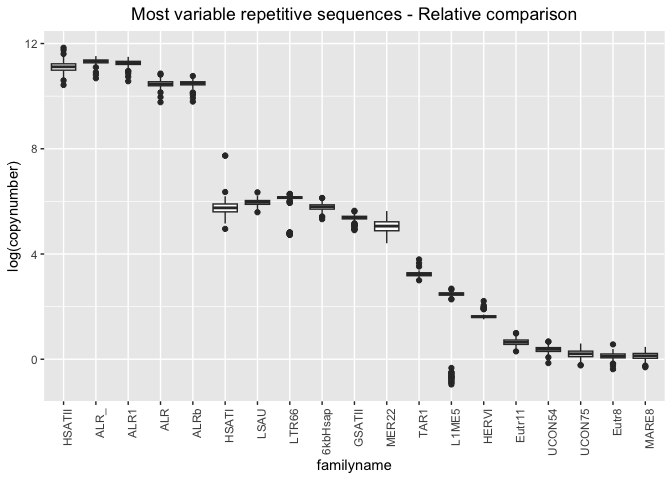 Most variable repetitive sequences - Relative comparison
log(copynumber)
12
8
4
0
HSATII
ALR_
ALR1
ALR
ALRb
HSATI
LSAU
LTR66
6kbHsap
GSATII
MER22
TAR1
L1ME5
HERVI
Eutr11
UCON54
UCON75
Eutr8
MARE8
familyname